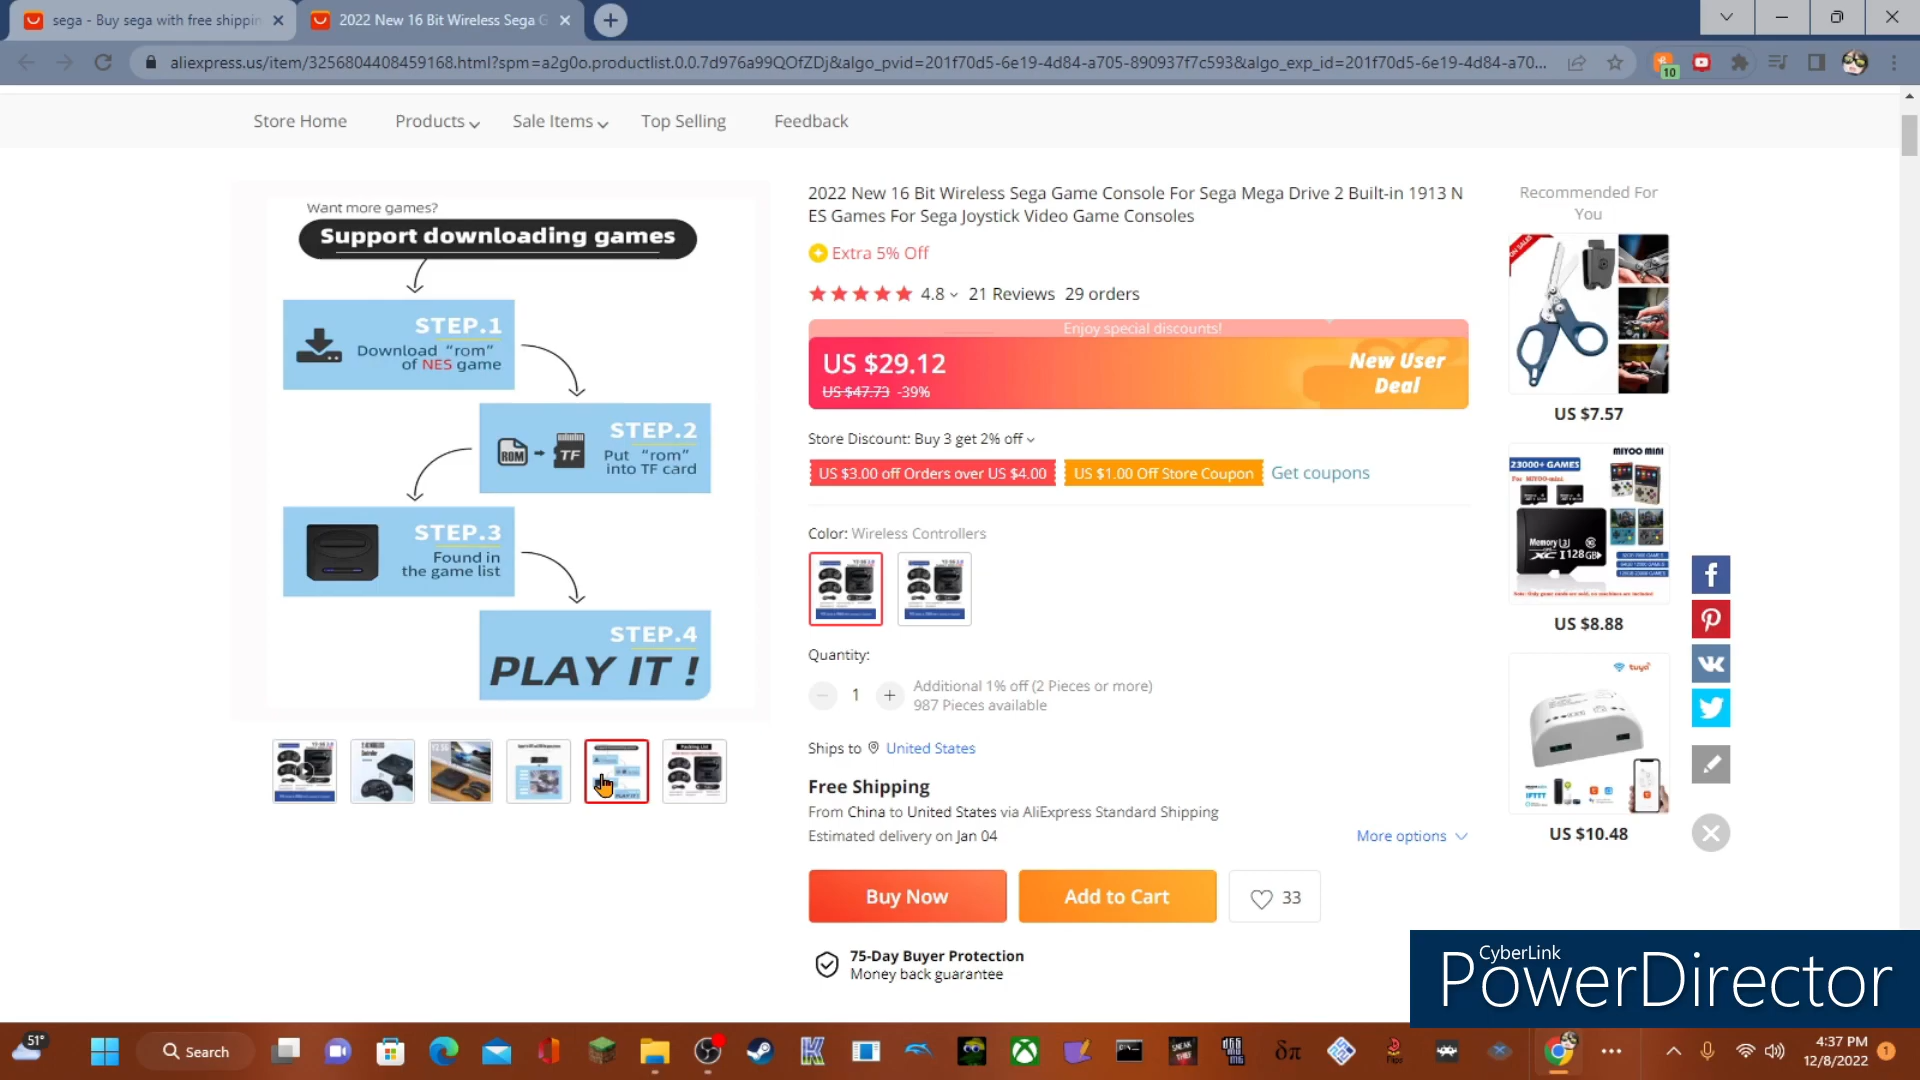 sega - Buy sega with free shippin
2022 New 16 Bit Wireless Sega G
aliexpress.us/item/3256804408459168.html?spm=a2g0o.productlist.0.0.7d976a99QOfZDj&algo_pvid=201f70d5-6e19-4d84-a705-890937f7c593&algo_exp_id=201f70d5-6e19-4d84-a70...
10
Store Home
Products
Sale Items
Top Selling
Feedback
Want more games?
Support downloading games
STEP.1
Download "rom"
of NES game
STEP.2
ROM
TF
Put "rom"
into TF card
STEP.3
Found in
the game list
STEP.4
PLAY IT !
2022 New 16 Bit Wireless Sega Game Console For Sega Mega Drive 2 Built-in 1913 N
ES Games For Sega Joystick Video Game Consoles
Extra 5% Off
4.8 21 Reviews 29 orders
Enjoy special discounts!
US $29.12
US $47.73 -39%
New User
Deal
Store Discount: Buy 3 get 2% off
US $3.00 off Orders over US $4.00
US $1.00 Off Store Coupon
Get coupons
Color: Wireless Controllers
Quantity:
1
Additional 1% off (2 Pieces or more)
987 Pieces available
Ships to United States
Free Shipping
From China to United States via AliExpress Standard Shipping
Estimated delivery on Jan 04
More options
Buy Now
Add to Cart
33
75-Day Buyer Protection
Money back guarantee
Recommended For
You
US $7.57
23000+ GAMES
MIYOO MINI
For MIYOO-mini
Memory
128GB
US $8.88
tuya
US $10.48
CyberLink
PowerDirector
51°
Search
4:37 PM
12/8/2022
1